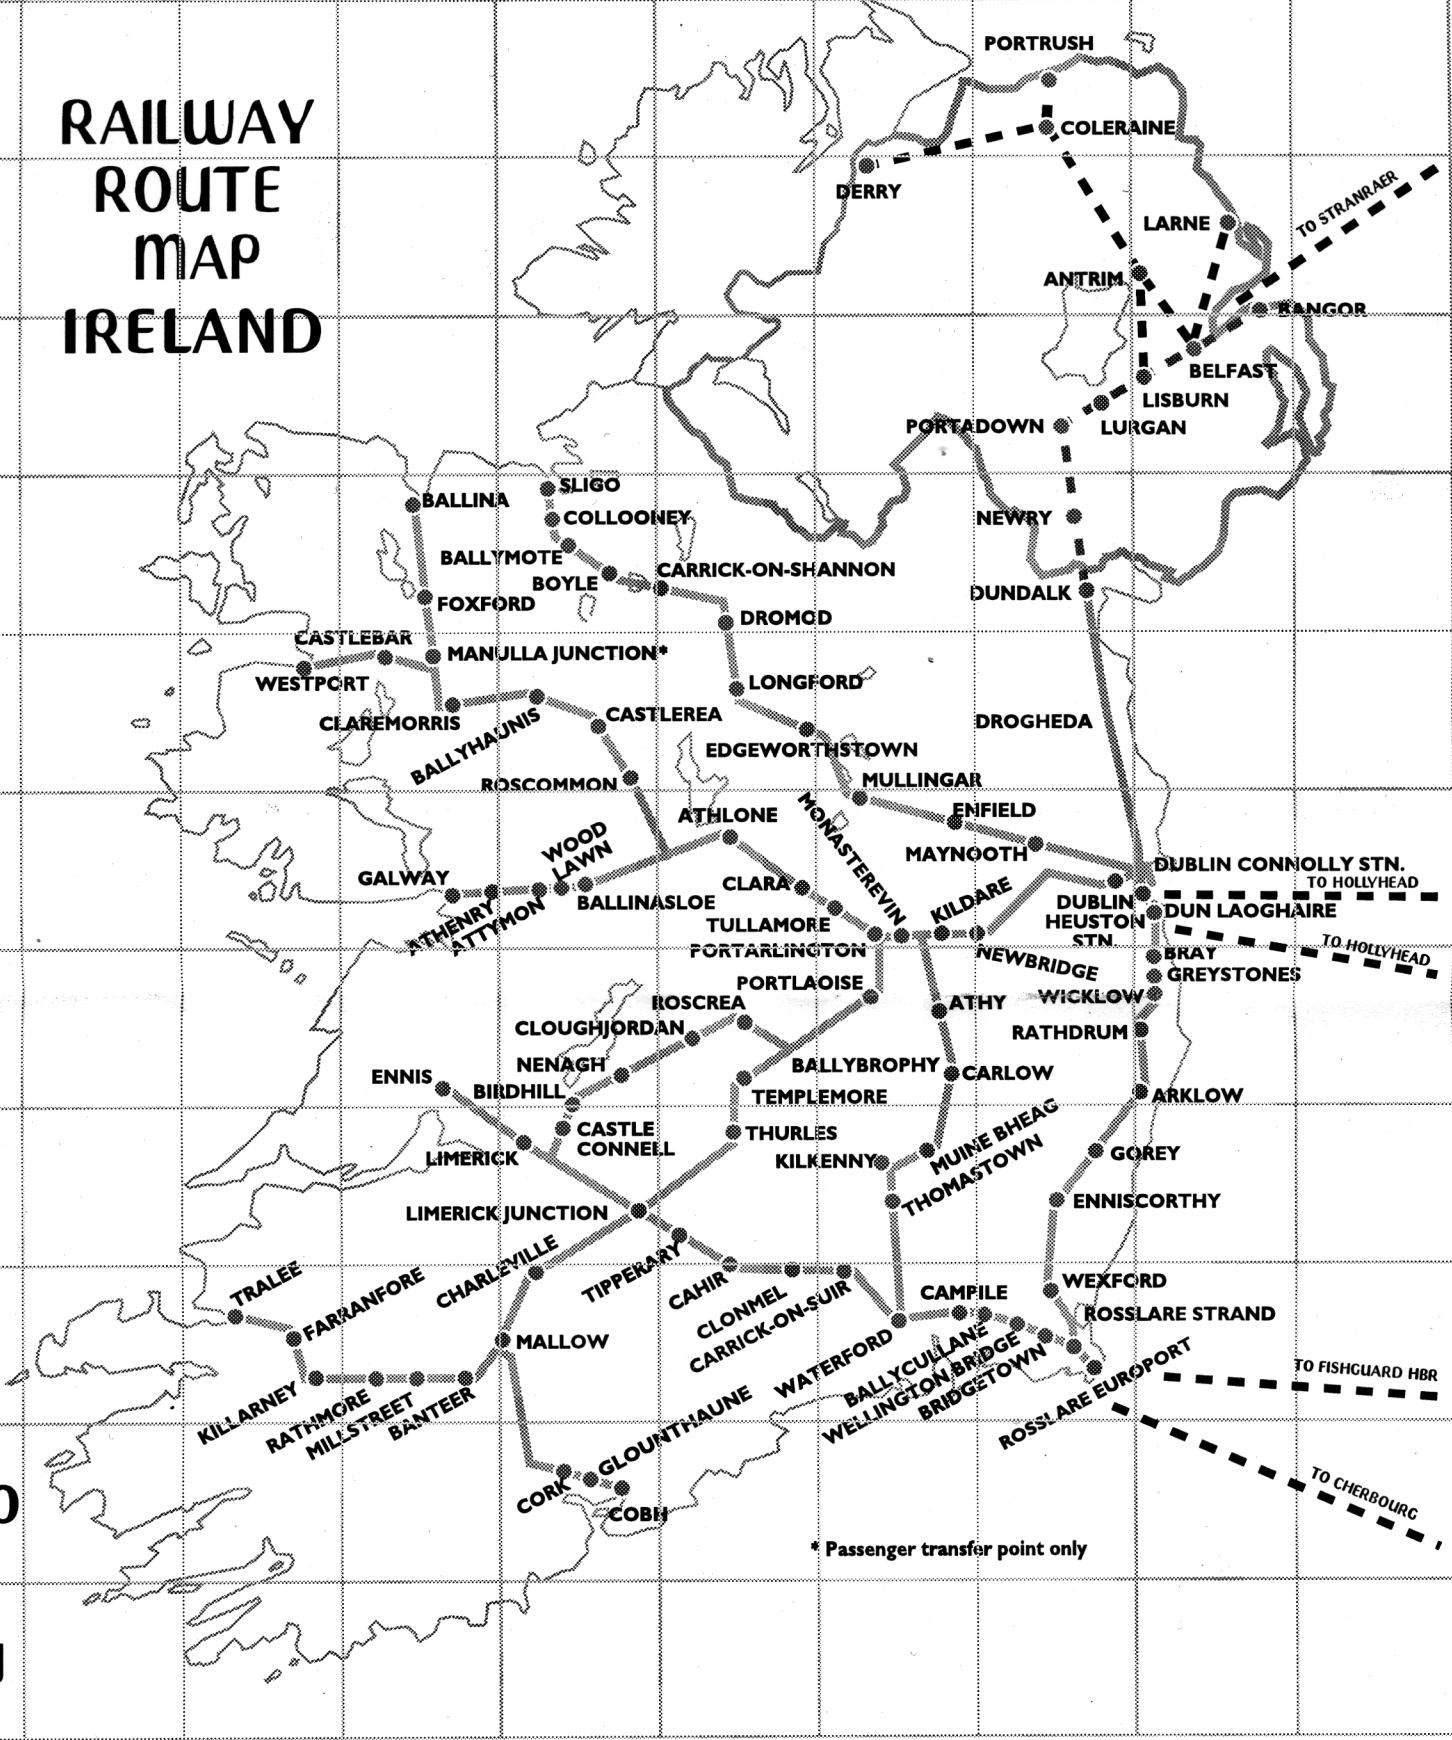 RAILWAY
ROUTE
MAP
IRELAND
PORTRUSH
COLERAINE
DERRY
LARNE
TO STRANRAER
ANTRIM
BANGOR
BELFAST
LISBURN
LURGAN
PORTADOWN
SLIGO
BALLINA
COLLOONEY
NEWRY
BALLYMOTE
CARRICK-ON-SHANNON
BOYLE
DUNDALK
FOXFORD
DROMOD
CASTLEBAR
MANULLA JUNCTION*
WESTPORT
LONGFORD
CLAREMORRIS
BALLYHAUNIS
CASTLEREA
DROGHEDA
EDGEWORTHSTOWN
ROSCOMMON
MULLINGAR
ATHLONE
MONASTEREVIN
ENFIELD
MAYNOOTH
WOOD
LAWN
GALWAY
DUBLIN CONNOLLY STN.
TO HOLLYHEAD
CLARA
KILDARE
DUBLIN
HEUSTON
STN.
BALLINASLOE
ATHENRY
ATTYMON
DUN LAOGHAIRE
TULLAMORE
PORTARLINGTON
NEWBRIDGE
TO HOLLYHEAD
BRAY
GREYSTONES
PORTLAOISE
WICKLOW
ROSCREA
ATHY
CLOUGHJORDAN
RATHDRUM
NENAGH
BALLYBROPHY
CARLOW
ENNIS
BIRDHILL
TEMPLEMORE
ARKLOW
CASTLE
CONNELL
THURLES
MUINE BHEAG
LIMERICK
KILKENNY
THOMASTOWN
GOREY
LIMERICK JUNCTION
ENNISCORTHY
TRALEE
FARRANFORE
CHARLEVILLE
TIPPERARY
CAHIR
CLONMEL
CARRICK-ON-SUIR
CAMPILE
WEXFORD
ROSSLARE STRAND
MALLOW
WATERFORD
BALLYCULLANE
WELLINGTON BRIDGE
BRIDGETOWN
ROSSLARE EUROPORT
TO FISHGUARD HBR
KILLARNEY
RATHMORE
MILLSTREET
BANTEER
GLOUNTHAUNE
CORK
COBH
TO CHERBOURG
* Passenger transfer point only